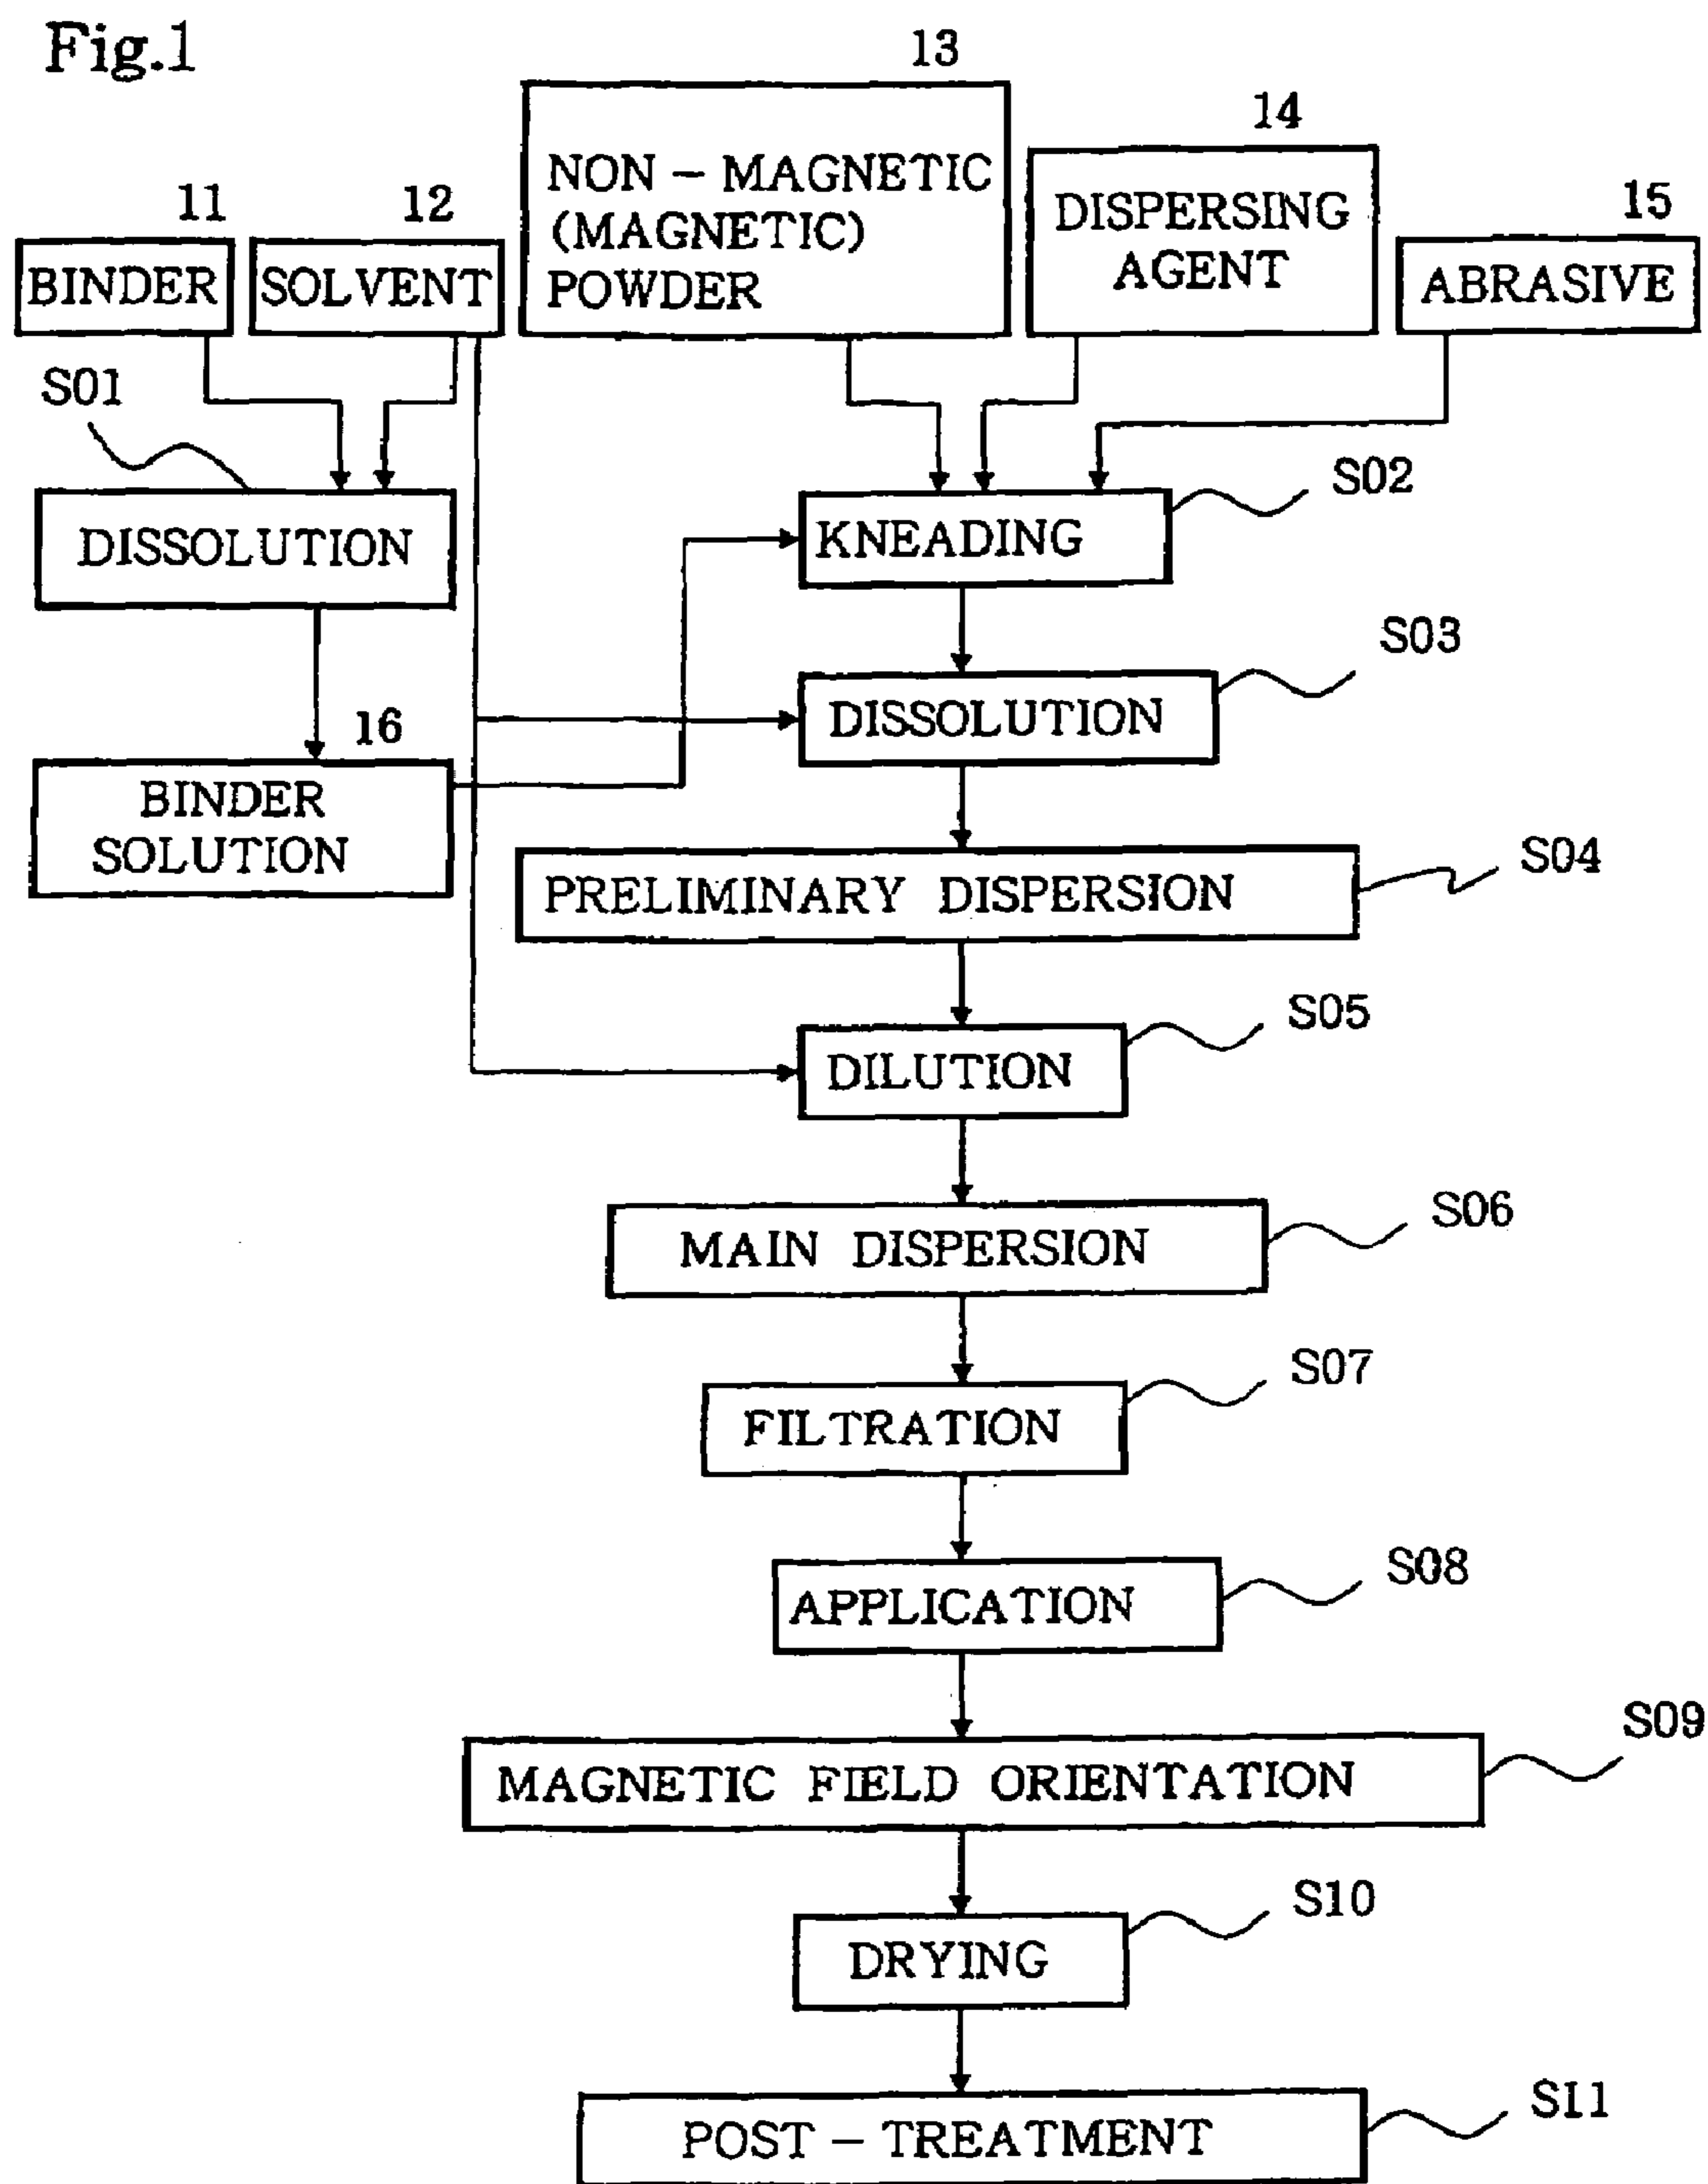 Fig.1
13
14
11
12
15
NON – MAGNETIC
(MAGNETIC)
POWDER
DISPERSING
AGENT
BINDER
SOLVENT
ABRASIVE
S01
S02
DISSOLUTION
KNEADING
S03
DISSOLUTION
16
BINDER
SOLUTION
S04
PRELIMINARY DISPERSION
S05
DILUTION
S06
MAIN DISPERSION
S07
FILTRATION
S08
APPLICATION
S09
MAGNETIC FIELD ORIENTATION
S10
DRYING
S11
POST – TREATMENT